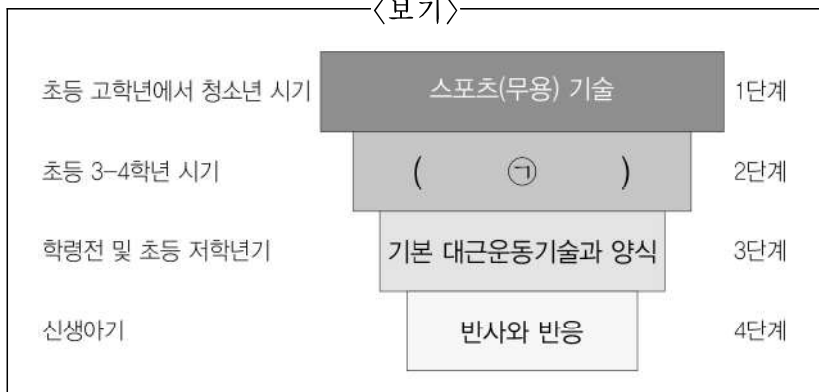 <보기>
초등 고학년에서 청소년 시기 스포츠(무용) 기술 1단계
초등 3-4학년 시기 ( ㉠ ) 2단계
학령전 및 초등 저학년기 기본 대근운동기술과 양식 3단계
신생아기 반사와 반응 4단계